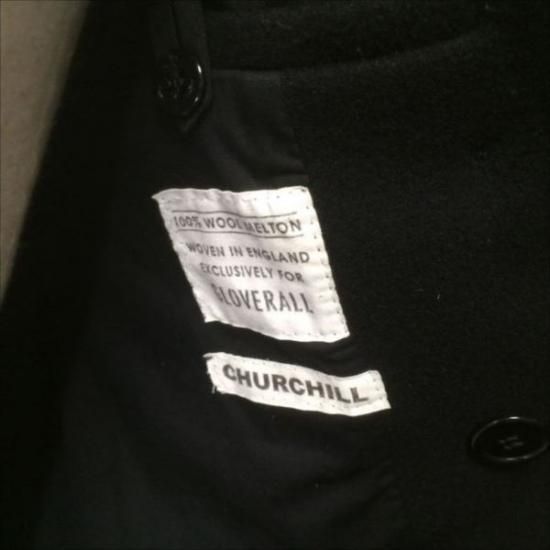 100% WOOL MELTON
WOVEN IN ENGLAND
EXCLUSIVELY FOR
GLOVERALL
CHURCHILL